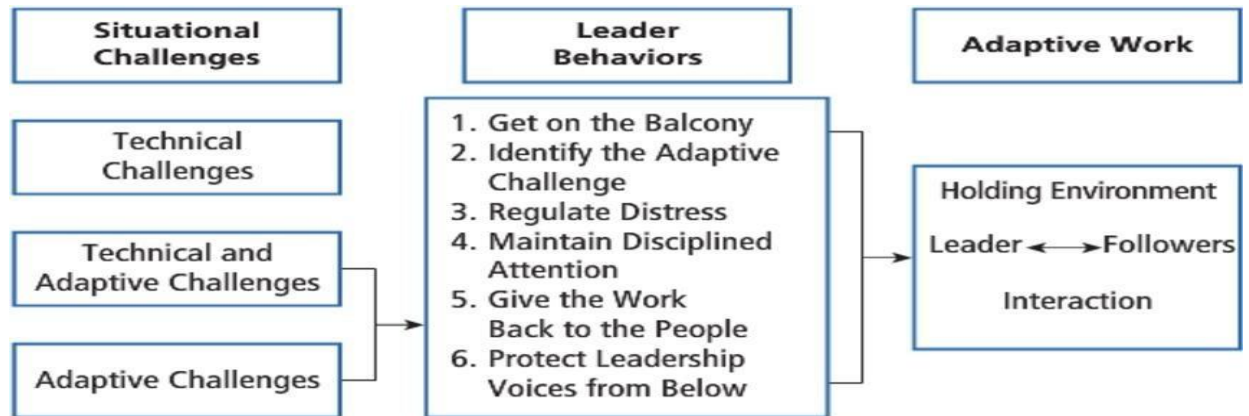 Situational
Challenges
Leader
Behaviors
Adaptive Work
Technical
Challenges
Technical and
Adaptive Challenges
Adaptive Challenges
1. Get on the Balcony
2. Identify the Adaptive
Challenge
3. Regulate Distress
4. Maintain Disciplined
Attention
5. Give the Work
Back to the People
6. Protect Leadership
Voices from Below
Holding Environment
Leader Followers
Interaction